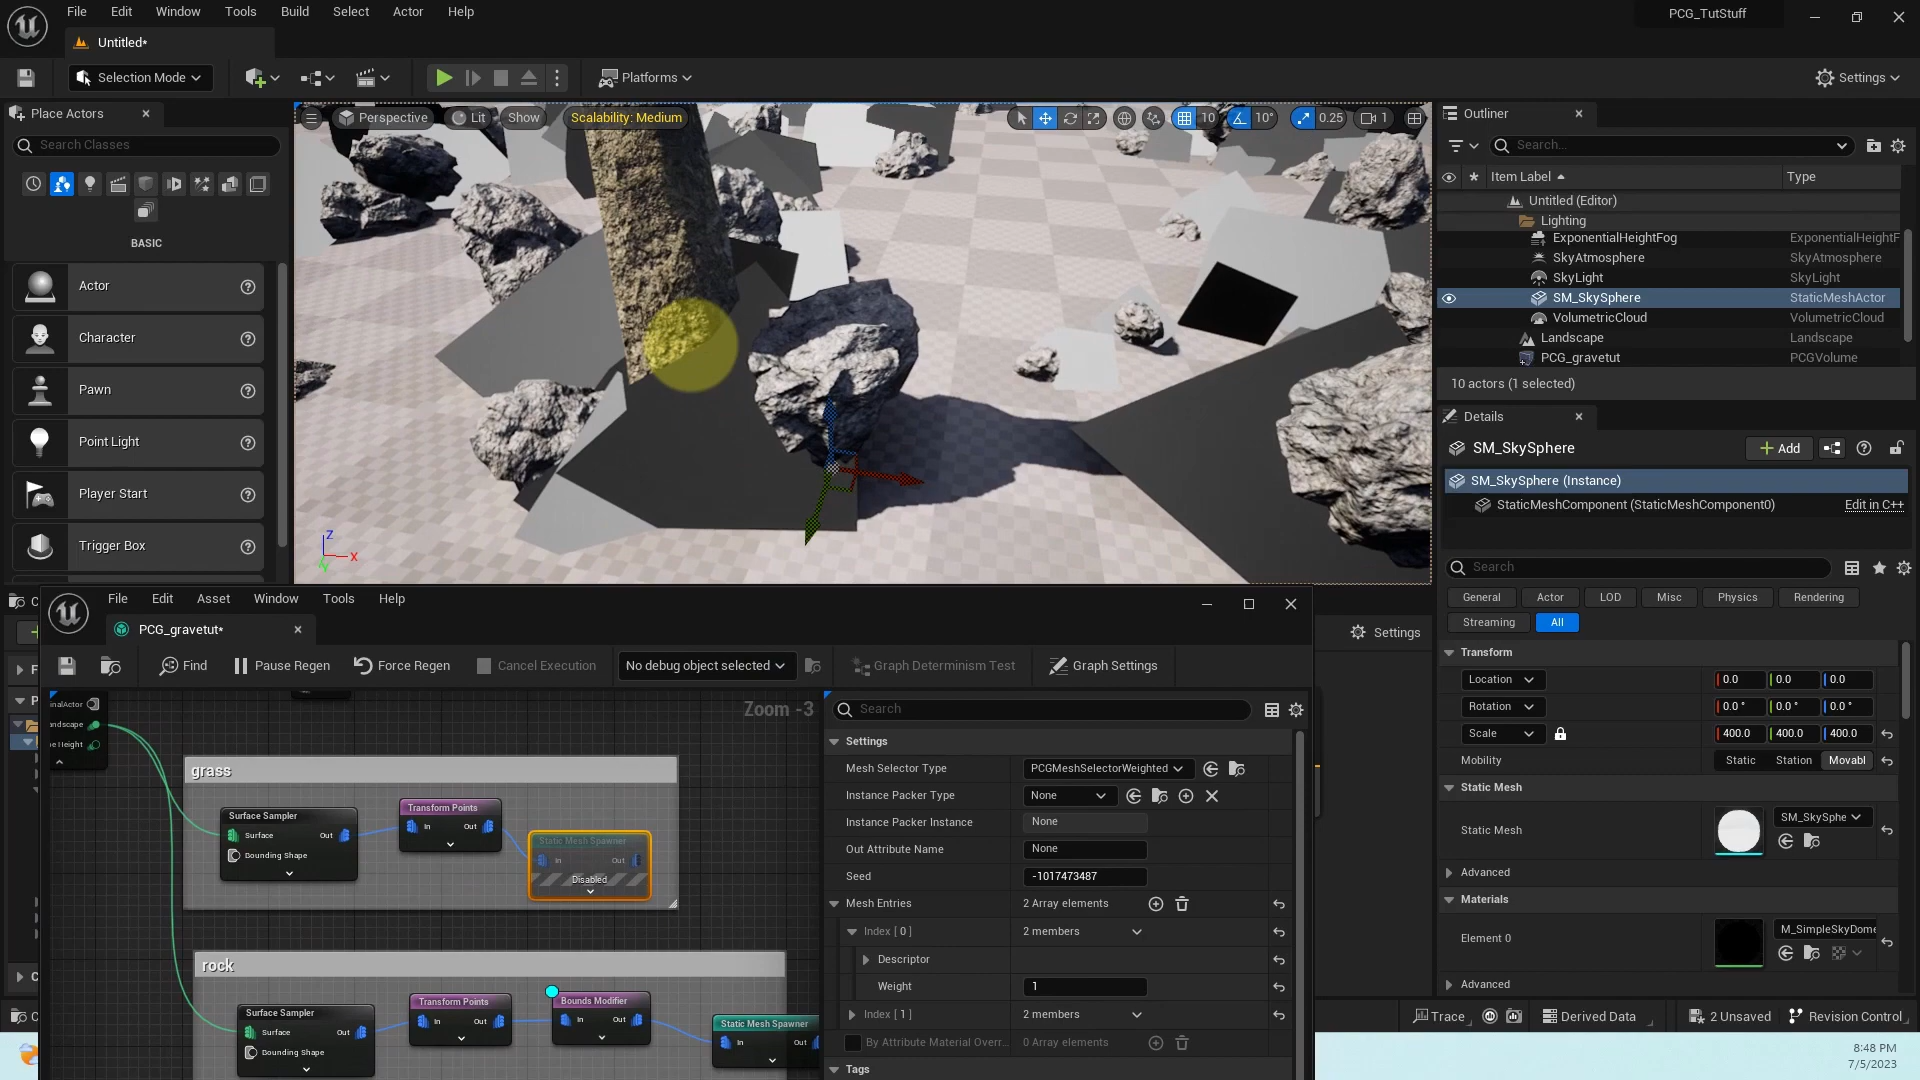 File Edit Window Tools Build Select Actor Help
PCG_TutStuff
Untitled*
Selection Mode
Platforms
Settings
Place Actors
Search Classes
BASIC
Actor
Character
Pawn
Point Light
Player Start
Trigger Box
Perspective
Lit
Show
Scalability: Medium
10
10°
0.25
1
Z
X
Y
Outliner
Search...
Item Label
Type
Untitled (Editor)
Lighting
ExponentialHeightFog ExponentialHeightF
SkyAtmosphere SkyAtmosphere
SkyLight SkyLight
SM_SkySphere StaticMeshActor
VolumetricCloud VolumetricCloud
Landscape Landscape
PCG_gravetut PCGVolume
10 actors (1 selected)
Details
SM_SkySphere
Add
SM_SkySphere (Instance)
StaticMeshComponent (StaticMeshComponent0) Edit in C++
Search
General Actor LOD Misc Physics Rendering
Streaming All
Transform
Location 0.0 0.0 0.0
Rotation 0.0 ° 0.0 ° 0.0 °
Scale 400.0 400.0 400.0
Mobility Static Station Movabl
Static Mesh
Static Mesh SM_SkySphe
Advanced
Materials
Element 0 M_SimpleSkyDome
Advanced
Settings
File Edit Asset Window Tools Help
PCG_gravetut*
Find
Pause Regen
Force Regen
Cancel Execution
No debug object selected
Graph Determinism Test
Graph Settings
Zoom -3
inalActor
andscape
e Height
grass
Surface Sampler
Surface Out
Bounding Shape
Transform Points
In Out
Static Mesh Spawner
In Out
Disabled
rock
Surface Sampler
Surface Out
Bounding Shape
Transform Points
In Out
Bounds Modifier
In Out
Static Mesh Spawner
In Out
Search
Settings
Mesh Selector Type PCGMeshSelectorWeighted
Instance Packer Type None
Instance Packer Instance None
Out Attribute Name None
Seed -1017473487
Mesh Entries 2 Array elements
Index [ 0 ] 2 members
Descriptor
Weight 1
Index [ 1 ] 2 members
By Attribute Material Overr... 0 Array elements
Tags
Trace
Derived Data
2 Unsaved
Revision Control
8:48 PM
7/5/2023